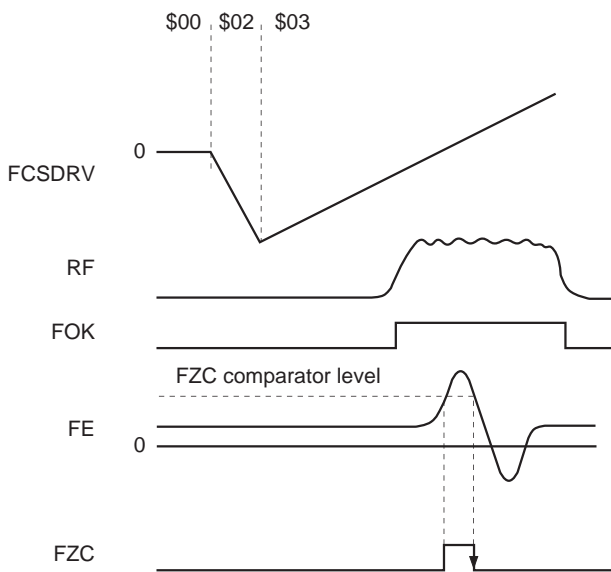 $00 $02 $03
0
FCSDRV
RF
FOK
FZC comparator level
FE
0
FZC